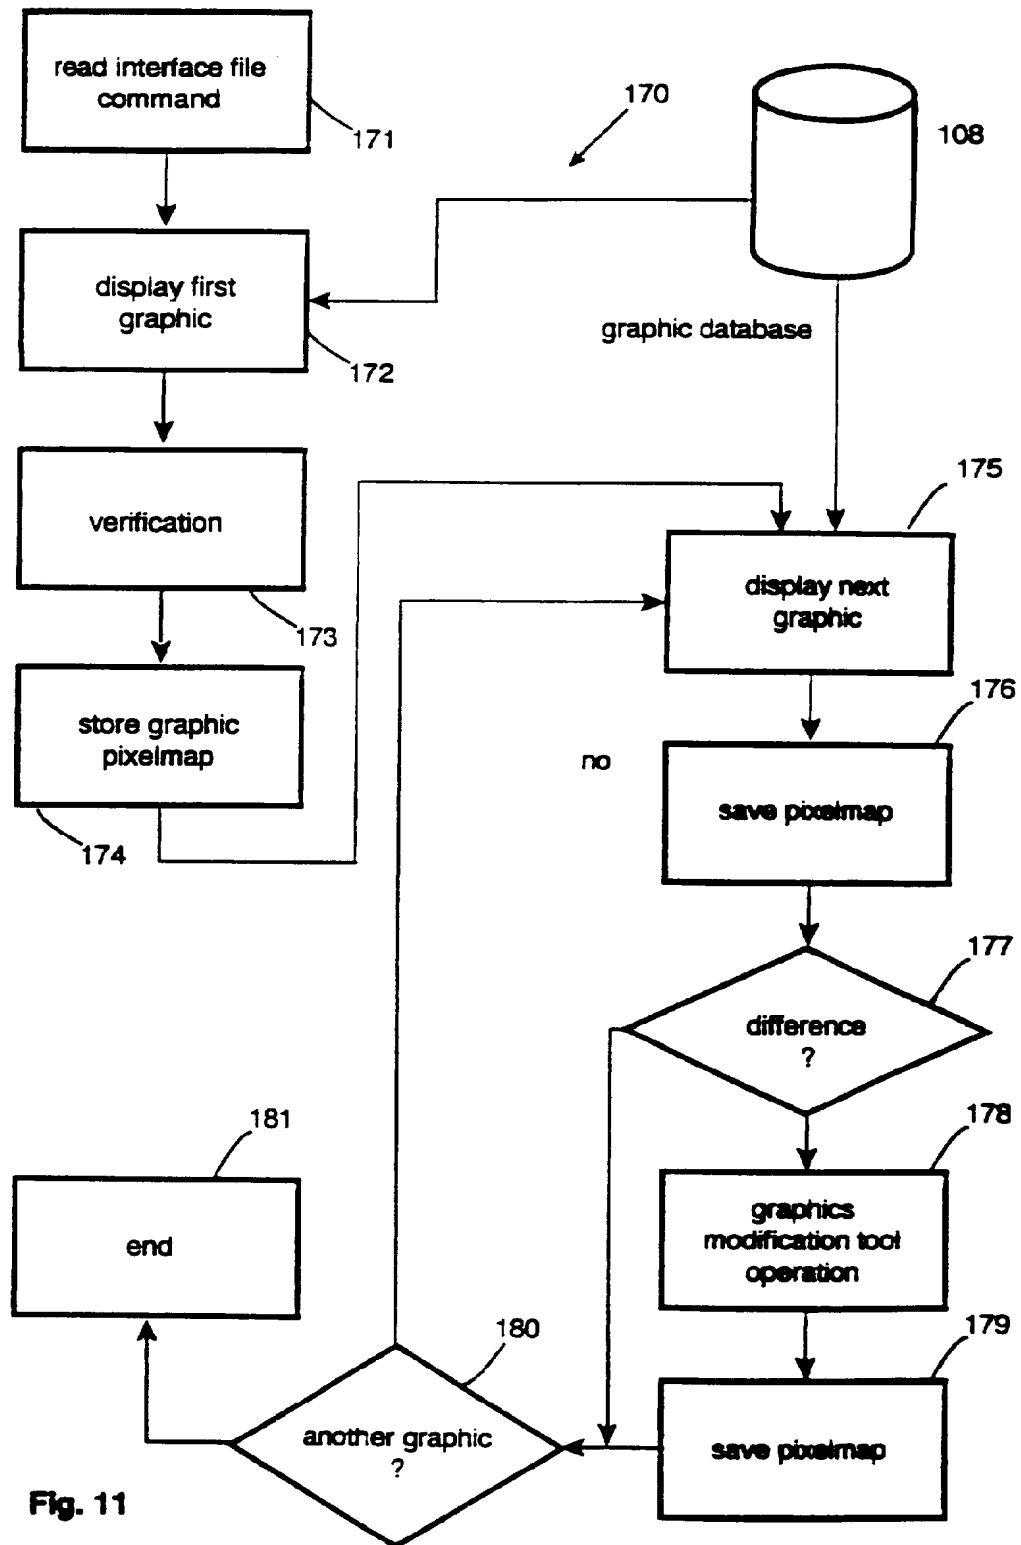 read interface file
command
171
170
108
display first
graphic
172
graphic database
verification
173
175
display next
graphic
store graphic
pixelmap
174
176
no
save pixelmap
177
difference
?
178
graphics
modification tool
operation
181
end
179
save pixelmap
180
another graphic
?
Fig. 11